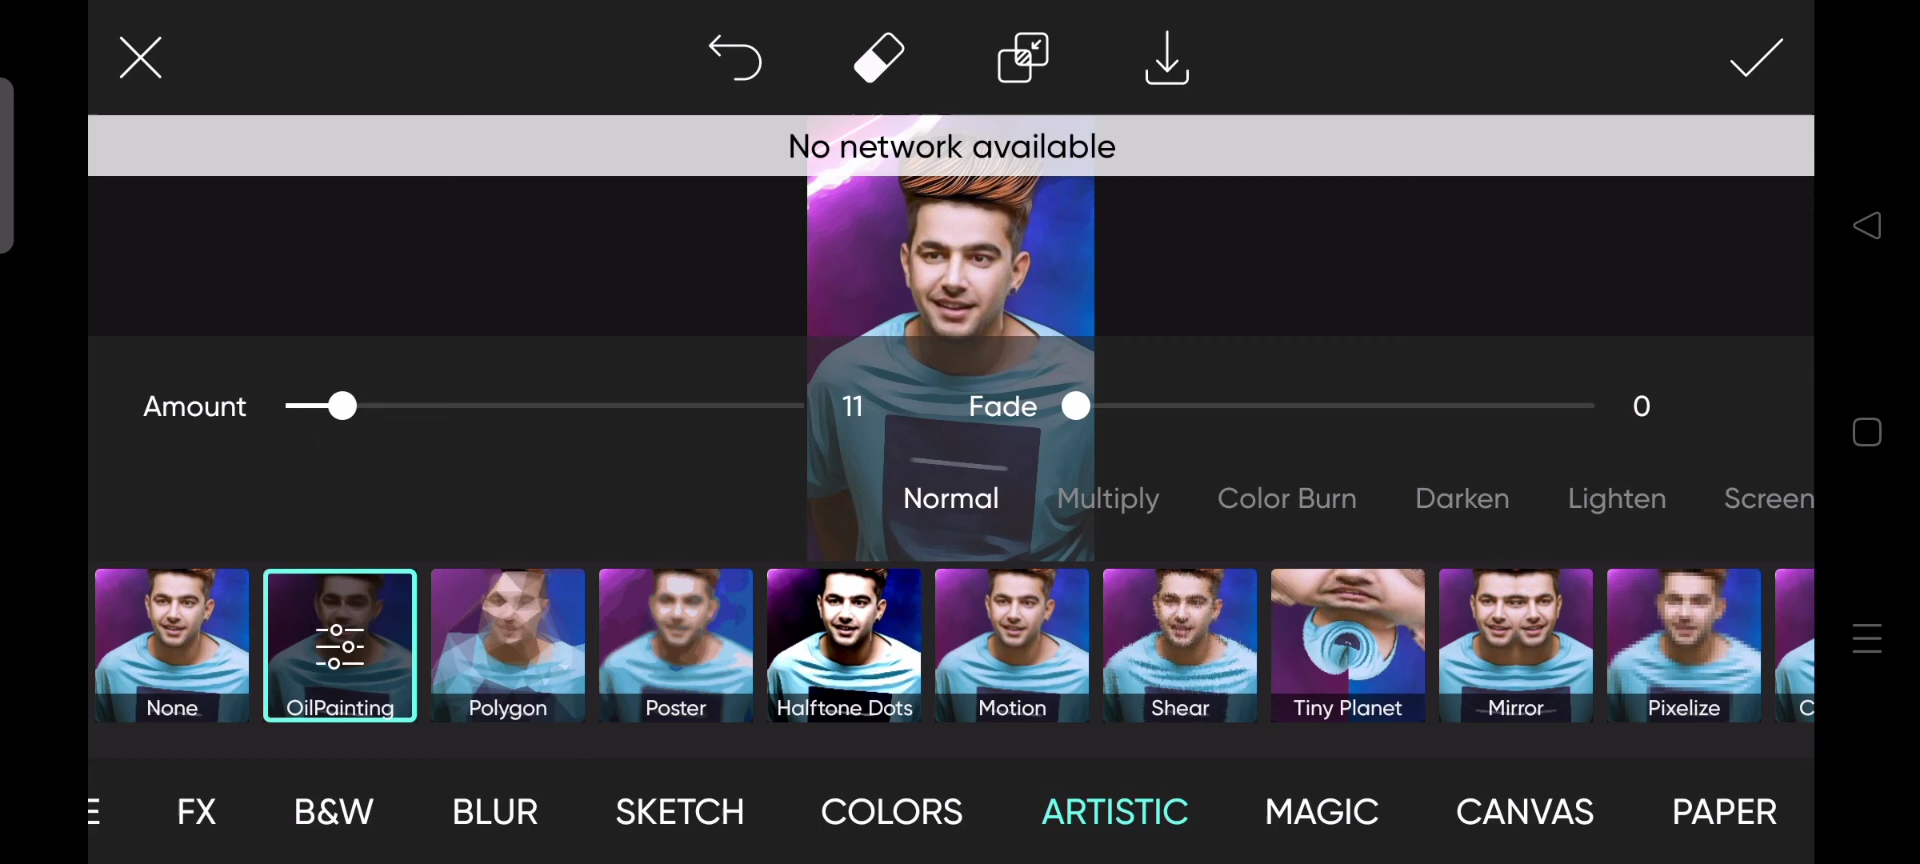 No network available
Amount 11 Fade 0
Normal Multiply Color Burn Darken Lighten Screen
None OilPainting Polygon Poster Halftone Dots Motion Shear Tiny Planet Mirror Pixelize C
E FX B&W BLUR SKETCH COLORS ARTISTIC MAGIC CANVAS PAPER